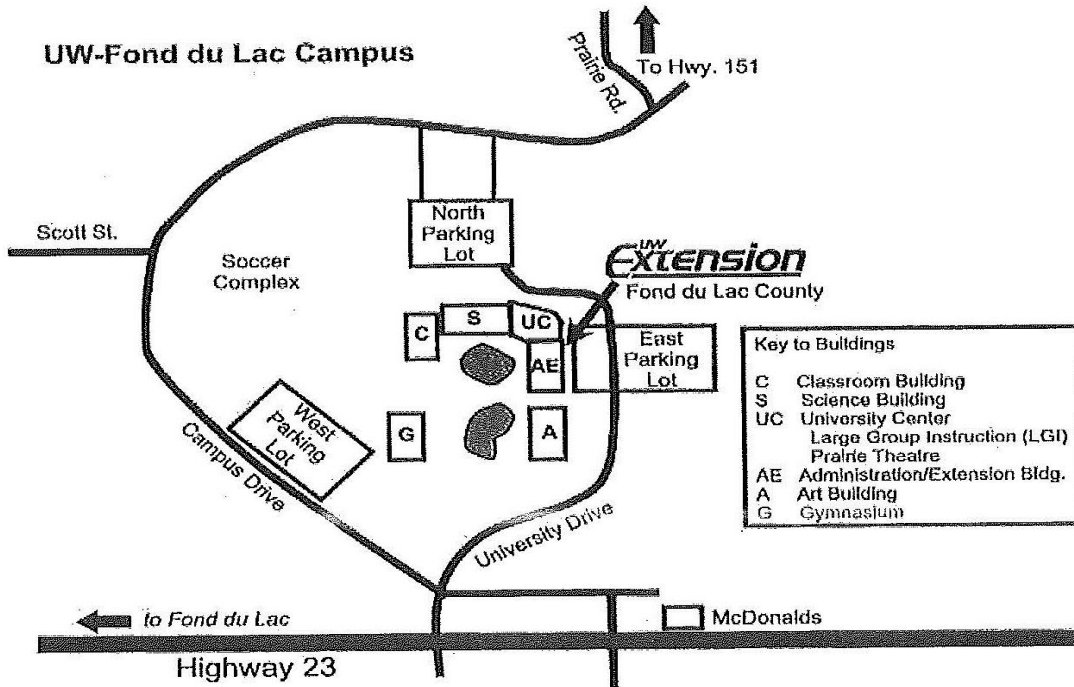 UW-Fond du Lac Campus
Prairie Rd.
To Hwy. 151
Scott St.
North
Parking
Lot
Soccer
Complex
UW
Extension
Fond du Lac County
C
S
UC
AE
East
Parking
Lot
West
Parking
Lot
G
A
Campus Drive
University Drive
Key to Buildings
C Classroom Building
S Science Building
UC University Center
Large Group Instruction (LGI)
Prairie Theatre
AE Administration/Extension Bldg.
A Art Building
G Gymnasium
to Fond du Lac
McDonalds
Highway 23